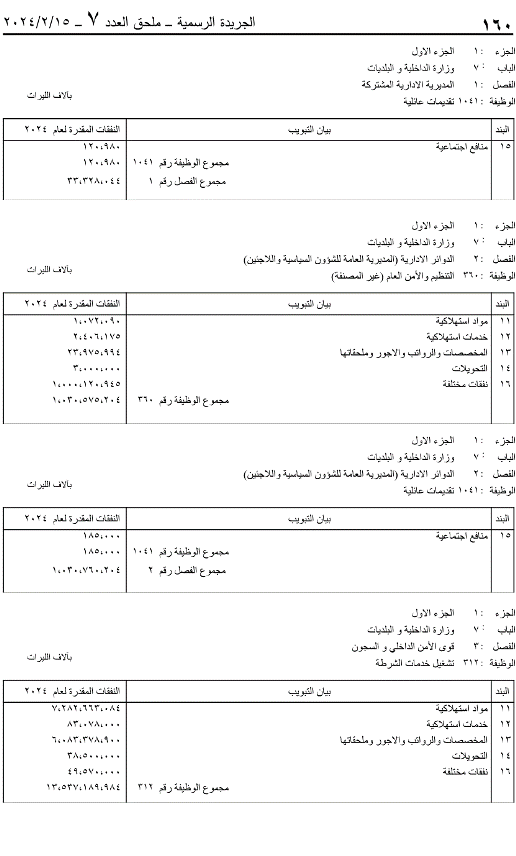 ١٦٠ الجريدة الرسمية – ملحق العدد ٧ – ٢٠٢٤/٢/١٥
الجزء : ١ الجزء الاول
الباب : ٧ وزارة الداخلية و البلديات
الفصل : ١ المديرية الادارية المشتركة
الوظيفة : ١٠٤١ تقديمات عائلية
بآلاف الليرات
البند بيان التبويب النفقات المقدرة لعام ٢٠٢٤
١٥ منافع اجتماعية ١٢٠،٩٨٠
مجموع الوظيفة رقم ١٠٤١ ١٢٠،٩٨٠
مجموع الفصل رقم ١ ٣٣،٣٢٨،٠٤٤
الجزء : ١ الجزء الاول
الباب : ٧ وزارة الداخلية و البلديات
الفصل : ٢ الدوائر الادارية (المديرية العامة للشؤون السياسية واللاجئين)
الوظيفة : ٣٦٠ التنظيم والأمن العام (غير المصنفة)
بآلاف الليرات
البند بيان التبويب النفقات المقدرة لعام ٢٠٢٤
١١ مواد استهلاكية ١،٠٧٢،٠٩٠
١٢ خدمات استهلاكية ٢،٤٠٦،١٧٥
١٣ المخصصات والرواتب والاجور وملحقاتها ٢٣،٩٧٥،٩٩٤
١٤ التحويلات ٣،٠٠٠،٠٠٠
١٦ نفقات مختلفة ١،٠٠٠،١٢٠،٩٤٥
مجموع الوظيفة رقم ٣٦٠ ١،٠٣٠،٥٧٥،٢٠٤
الجزء : ١ الجزء الاول
الباب : ٧ وزارة الداخلية و البلديات
الفصل : ٢ الدوائر الادارية (المديرية العامة للشؤون السياسية واللاجئين)
الوظيفة : ١٠٤١ تقديمات عائلية
بآلاف الليرات
البند بيان التبويب النفقات المقدرة لعام ٢٠٢٤
١٥ منافع اجتماعية ١٨٥،٠٠٠
مجموع الوظيفة رقم ١٠٤١ ١٨٥،٠٠٠
مجموع الفصل رقم ٢ ١،٠٣٠،٧٦٠،٢٠٤
الجزء : ١ الجزء الاول
الباب : ٧ وزارة الداخلية و البلديات
الفصل : ٣ قوى الأمن الداخلي و السجون
الوظيفة : ٣١٢ تشغيل خدمات الشرطة
بآلاف الليرات
البند بيان التبويب النفقات المقدرة لعام ٢٠٢٤
١١ مواد استهلاكية ٧،٢٨٢،٦٦٣،٠٨٤
١٢ خدمات استهلاكية ٨٣،٠٧٨،٠٠٠
١٣ المخصصات والرواتب والاجور وملحقاتها ٦،٠٨٣،٣٧٨،٩٠٠
١٤ التحويلات ٣٨،٥٠٠،٠٠٠
١٦ نفقات مختلفة ٤٩،٥٧٠،٠٠٠
مجموع الوظيفة رقم ٣١٢ ١٣،٥٣٧،١٨٩،٩٨٤